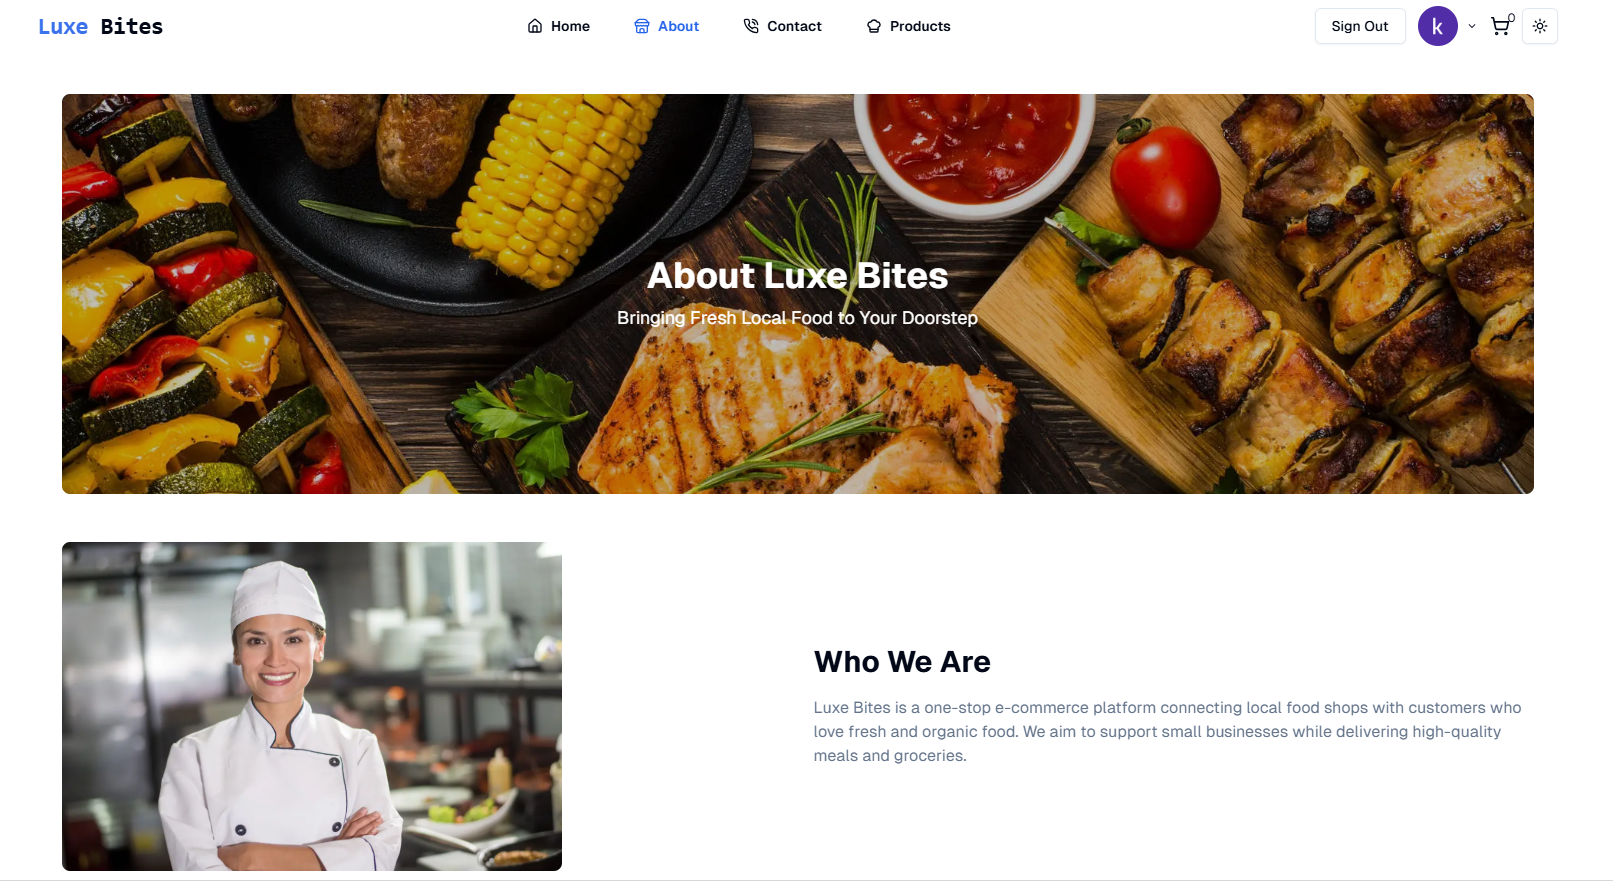 Luxe Bites
Home
About
Contact
Products
Sign Out
k
0
About Luxe Bites
Bringing Fresh Local Food to Your Doorstep
Who We Are
Luxe Bites is a one-stop e-commerce platform connecting local food shops with customers who
love fresh and organic food. We aim to support small businesses while delivering high-quality
meals and groceries.